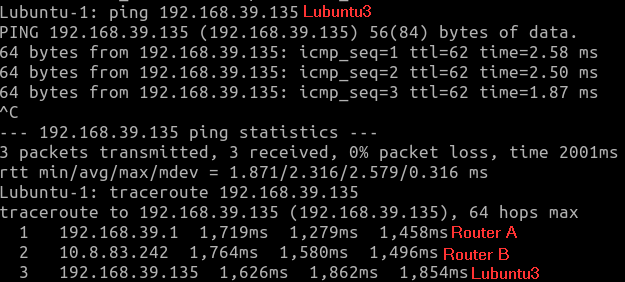 Lubuntu-1: ping 192.168.39.135 Lubuntu3
PING 192.168.39.135 (192.168.39.135) 56(84) bytes of data.
64 bytes from 192.168.39.135: icmp_seq=1 ttl=62 time=2.58 ms
64 bytes from 192.168.39.135: icmp_seq=2 ttl=62 time=2.50 ms
64 bytes from 192.168.39.135: icmp_seq=3 ttl=62 time=1.87 ms
^C
--- 192.168.39.135 ping statistics ---
3 packets transmitted, 3 received, 0% packet loss, time 2001ms
rtt min/avg/max/mdev = 1.871/2.316/2.579/0.316 ms
Lubuntu-1: traceroute 192.168.39.135
traceroute to 192.168.39.135 (192.168.39.135), 64 hops max
1 192.168.39.1 1,719ms 1,279ms 1,458ms Router A
2 10.8.83.242 1,764ms 1,580ms 1,496ms Router B
3 192.168.39.135 1,626ms 1,862ms 1,854ms Lubuntu3